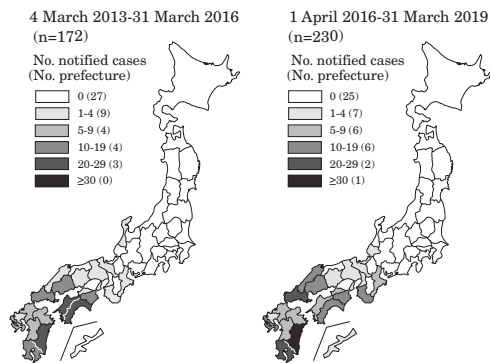 4 March 2013-31 March 2016
(n=172)
No. notified cases
(No. prefecture)
0 (27)
1-4 (9)
5-9 (4)
10-19 (4)
20-29 (3)
≥30 (0)
1 April 2016-31 March 2019
(n=230)
No. notified cases
(No. prefecture)
0 (25)
1-4 (7)
5-9 (6)
10-19 (6)
20-29 (2)
≥30 (1)